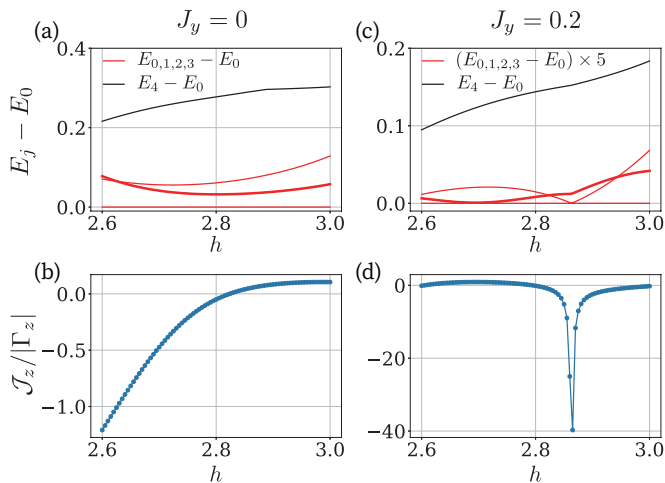 J_y = 0
(a)
0.4
0.2
0.0
E_j − E_0
E_{0,1,2,3} − E_0
E_4 − E_0
2.6 2.8 3.0
h
J_y = 0.2
(c)
0.2
0.1
0.0
(E_{0,1,2,3} − E_0) × 5
E_4 − E_0
2.6 2.8 3.0
h
(b)
0.0
−0.5
−1.0
𝒥_z/|Γ_z|
2.6 2.8 3.0
h
(d)
0
−20
−40
2.6 2.8 3.0
h